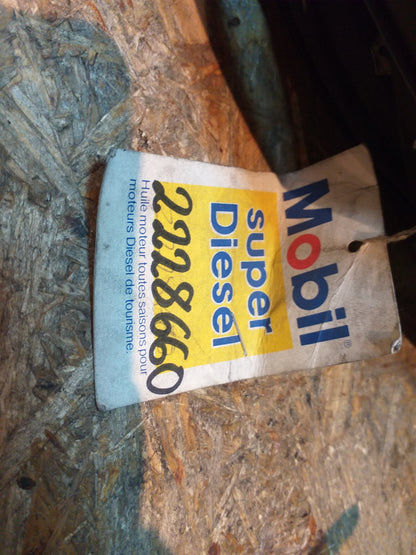 Mobil®
super
Diesel
2228660
Huile moteur toutes saisons pour
moteurs Diesel de tourisme.